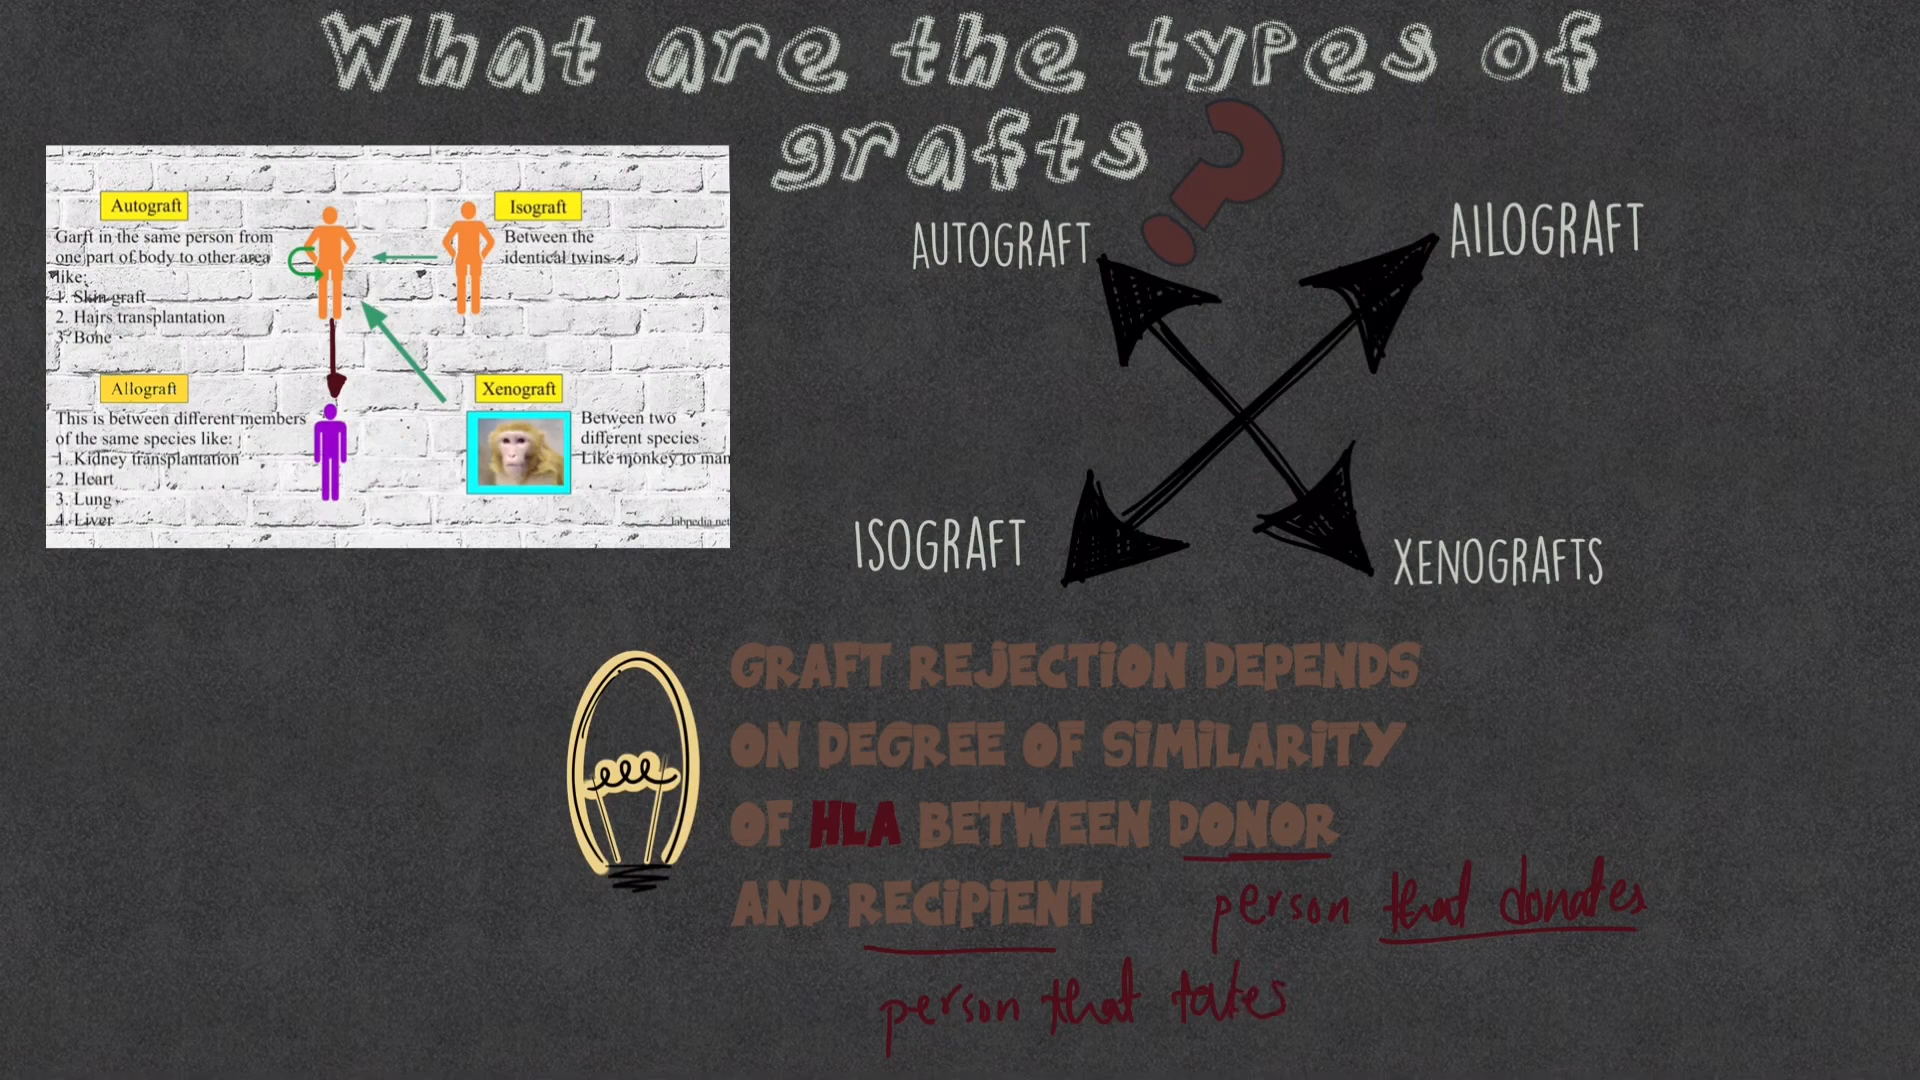 What are the types of
grafts?
Autograft
Garft in the same person from
one part of body to other area
like:
1. Skin graft
2. Hairs transplantation
3. Bone
Isograft
Between the
identical twins
Allograft
This is between different members
of the same species like:
1. Kidney transplantation
2. Heart
3. Lung
4. Liver
Xenograft
Between two
different species
Like monkey to man
labpedia.net
AUTOGRAFT
AILOGRAFT
ISOGRAFT
XENOGRAFTS
GRAFT REJECTION DEPENDS
ON DEGREE OF SIMILARITY
OF HLA BETWEEN DONOR
AND RECIPIENT
person that donates
person that takes